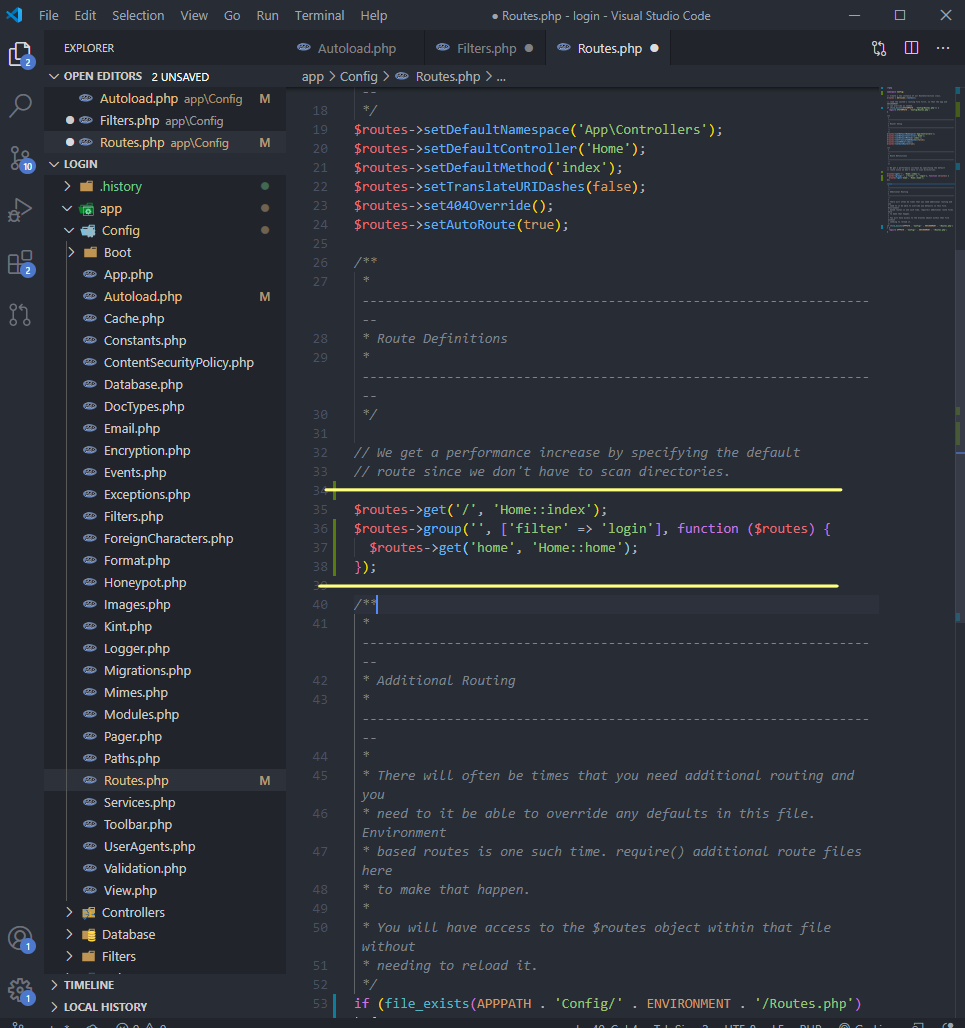 File Edit Selection View Go Run Terminal Help ● Routes.php - login - Visual Studio Code
EXPLORER
Autoload.php Filters.php ● Routes.php ●
OPEN EDITORS 2 UNSAVED
app > Config > Routes.php > ...
Autoload.php app\Config M
● Filters.php app\Config
● Routes.php app\Config M
LOGIN
.history
app
Config
Boot
App.php
Autoload.php M
Cache.php
Constants.php
ContentSecurityPolicy.php
Database.php
DocTypes.php
Email.php
Encryption.php
Events.php
Exceptions.php
Filters.php
ForeignCharacters.php
Format.php
Honeypot.php
Images.php
Kint.php
Logger.php
Migrations.php
Mimes.php
Modules.php
Pager.php
Paths.php
Routes.php M
Services.php
Toolbar.php
UserAgents.php
Validation.php
View.php
Controllers
Database
Filters
TIMELINE
LOCAL HISTORY
2
10
2
1
1
--
18 */
19 $routes->setDefaultNamespace('App\Controllers');
20 $routes->setDefaultController('Home');
21 $routes->setDefaultMethod('index');
22 $routes->setTranslateURIDashes(false);
23 $routes->set404Override();
24 $routes->setAutoRoute(true);
25
26 /**
27 *
------------------------------------------------------------------
--
28 * Route Definitions
29 *
------------------------------------------------------------------
--
30 */
31
32 // We get a performance increase by specifying the default
33 // route since we don't have to scan directories.
34
35 $routes->get('/', 'Home::index');
36 $routes->group('', ['filter' => 'login'], function ($routes) {
37 $routes->get('home', 'Home::home');
38 });
39
40 /**
41 *
------------------------------------------------------------------
--
42 * Additional Routing
43 *
------------------------------------------------------------------
--
44 *
45 * There will often be times that you need additional routing and
you
46 * need to it be able to override any defaults in this file.
Environment
47 * based routes is one such time. require() additional route files
here
48 * to make that happen.
49 *
50 * You will have access to the $routes object within that file
without
51 * needing to reload it.
52 */
53 if (file_exists(APPPATH . 'Config/' . ENVIRONMENT . '/Routes.php')